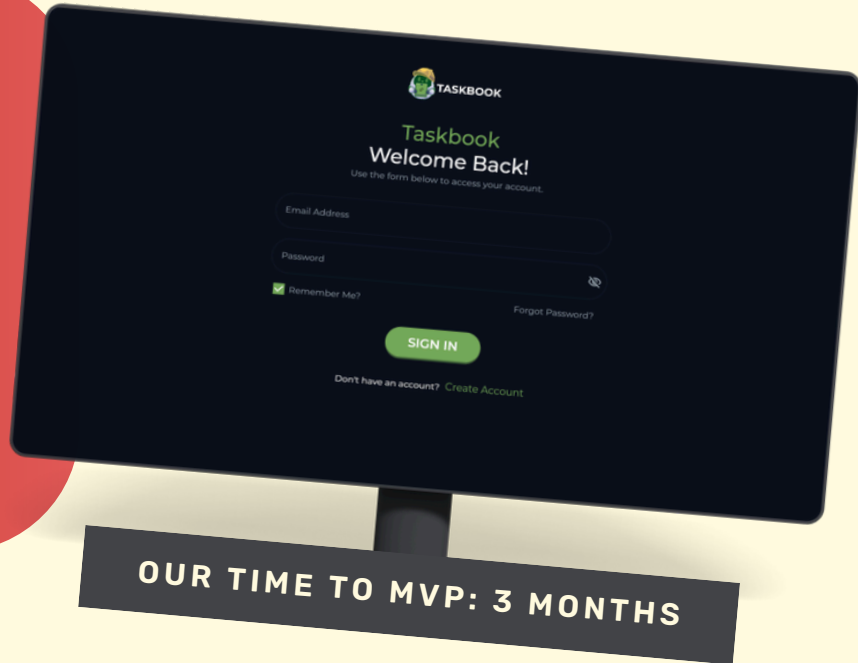 TASKBOOK
Taskbook
Welcome Back!
Use the form below to access your account.
Email Address
Password
Remember Me?
Forgot Password?
SIGN IN
Don't have an account? Create Account
OUR TIME TO MVP: 3 MONTHS